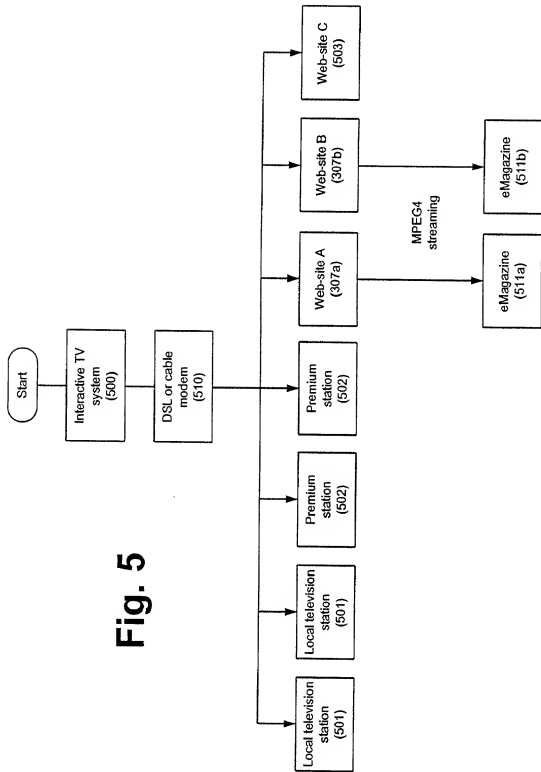 Start
Interactive TV
system
(500)
DSL or cable
modem
(510)
Fig. 5
Local television
station
(501)
Local television
station
(501)
Premium
station
(502)
Premium
station
(502)
Web-site A
(307a)
Web-site B
(307b)
Web-site C
(503)
MPEG4
streaming
eMagazine
(511a)
eMagazine
(511b)